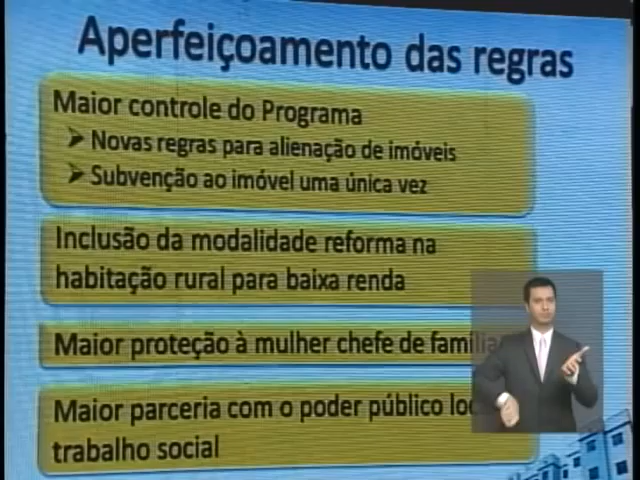 Aperfeiçoamento das regras
Maior controle do Programa
➤ Novas regras para alienação de imóveis
➤ Subvenção ao imóvel uma única vez
Inclusão da modalidade reforma na
habitação rural para baixa renda
Maior proteção à mulher chefe de família
Maior parceria com o poder público
trabalho social